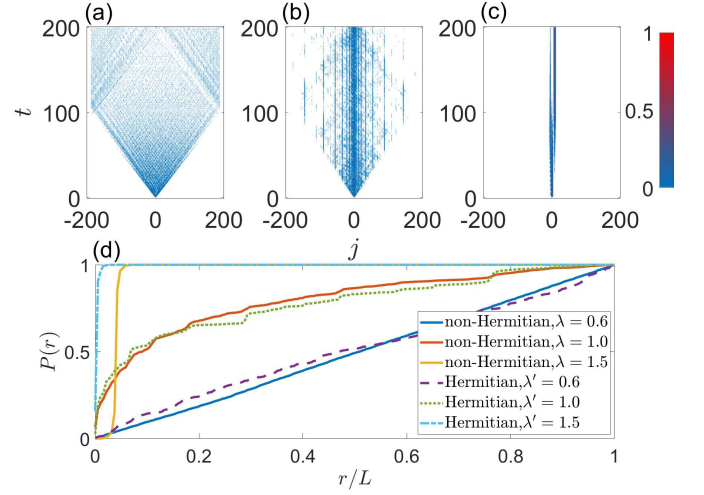 (a) (b) (c)
200 200 200 1
t 100 100 100 0.5
0 0 0 0
-200 0 200 -200 0 200 -200 0 200
j
(d)
1
P(r) 0.5
0
non-Hermitian,λ = 0.6
non-Hermitian,λ = 1.0
non-Hermitian,λ = 1.5
Hermitian,λ′ = 0.6
Hermitian,λ′ = 1.0
Hermitian,λ′ = 1.5
0 0.2 0.4 0.6 0.8 1
r/L